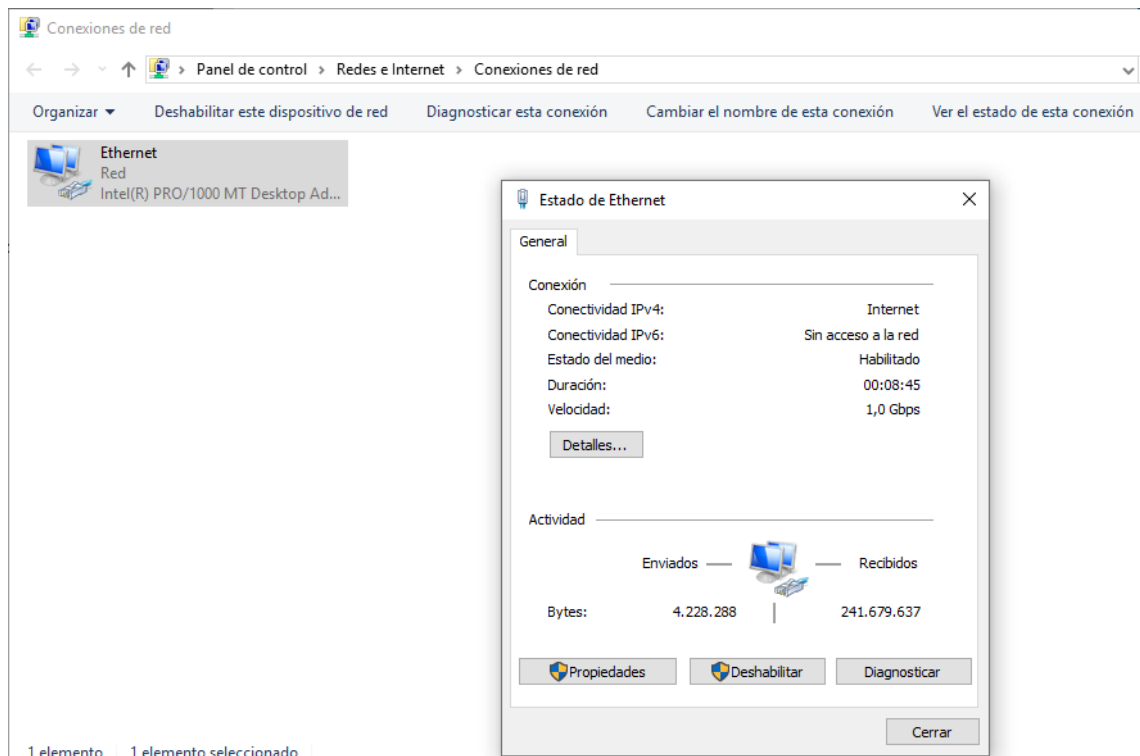 Conexiones de red
Panel de control > Redes e Internet > Conexiones de red
Organizar Deshabilitar este dispositivo de red Diagnosticar esta conexión Cambiar el nombre de esta conexión Ver el estado de esta conexión
Ethernet
Red
Intel(R) PRO/1000 MT Desktop Ad...
Estado de Ethernet
General
Conexión
Conectividad IPv4: Internet
Conectividad IPv6: Sin acceso a la red
Estado del medio: Habilitado
Duración: 00:08:45
Velocidad: 1,0 Gbps
Detalles...
Actividad
Enviados — — Recibidos
Bytes: 4.228.288 | 241.679.637
Propiedades Deshabilitar Diagnosticar
Cerrar
1 elemento 1 elemento seleccionado